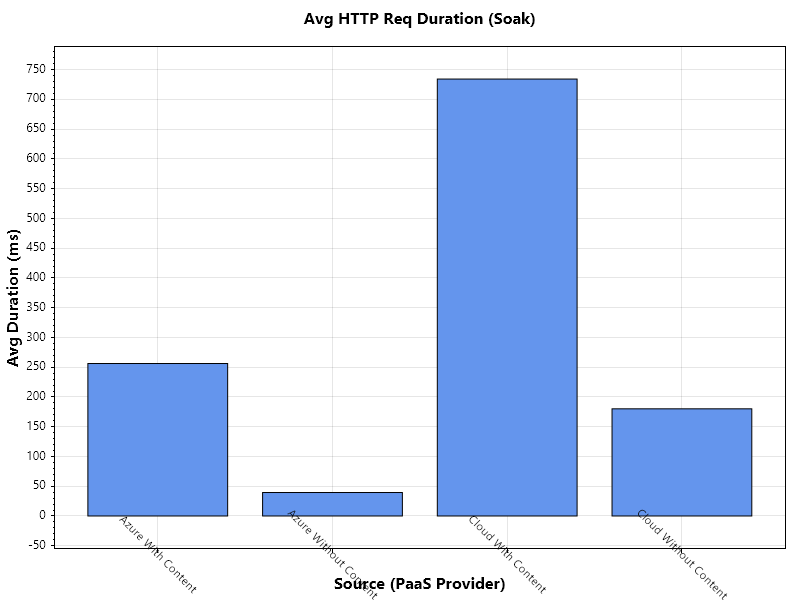 Avg HTTP Req Duration (Soak)
Avg Duration (ms)
750
700
650
600
550
500
450
400
350
300
250
200
150
100
50
0
-50
Azure With Content
Azure Without Content
Cloud With Content
Cloud Without Content
Source (PaaS Provider)